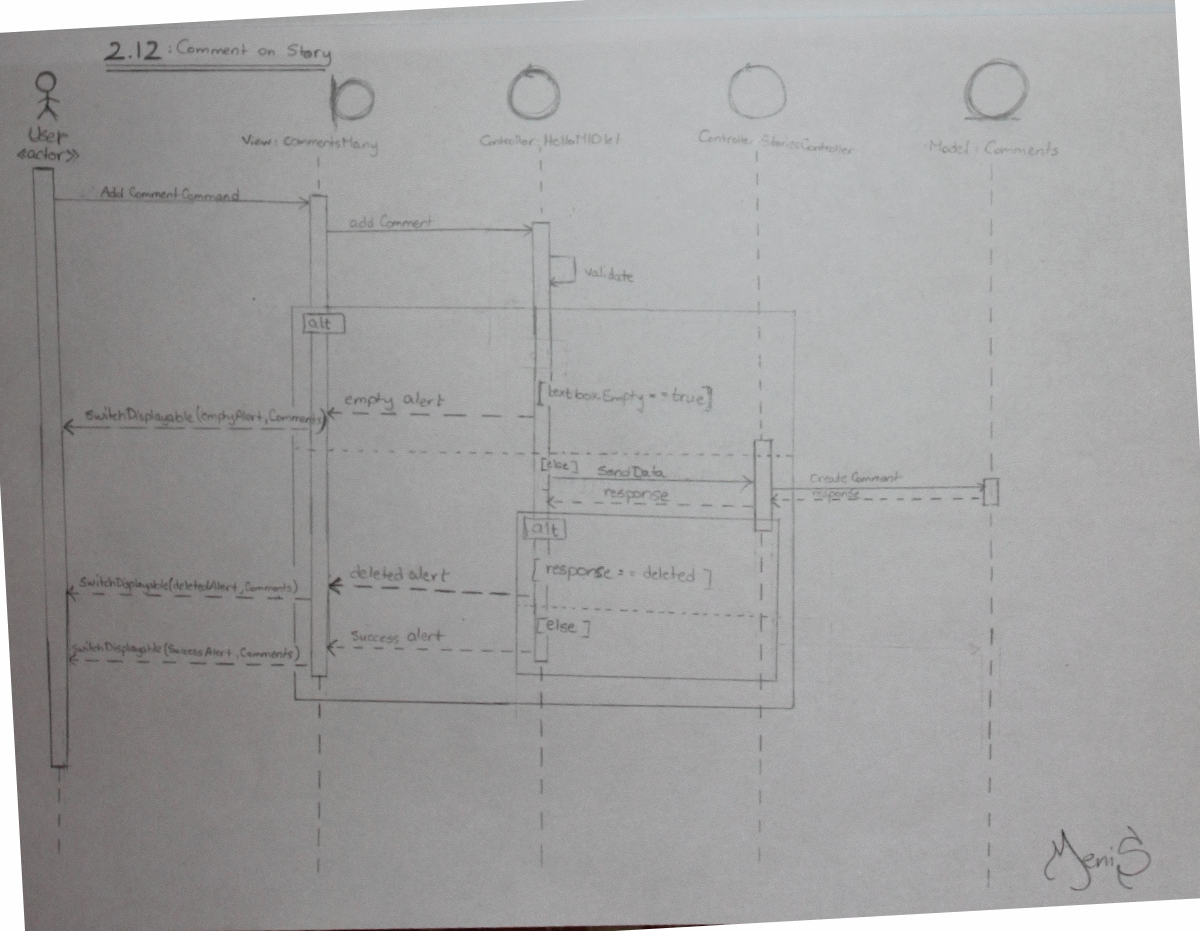 2.12 : Comment on Story
User
«actor»
View : CommentsMany
Controller : HelloMIDlet
Controller : StoriesController
Model : Comments
Add Comment Command
add Comment
validate
alt
[textbox.Empty == true]
empty alert
switchDisplayable(emptyAlert, Comments)
[else]
SendData
Create Comment
response
response
alt
[response == deleted]
deleted alert
SwitchDisplayable(deletedAlert, Comments)
[else]
Success alert
SwitchDisplayable(SuccessAlert, Comments)
MeniS